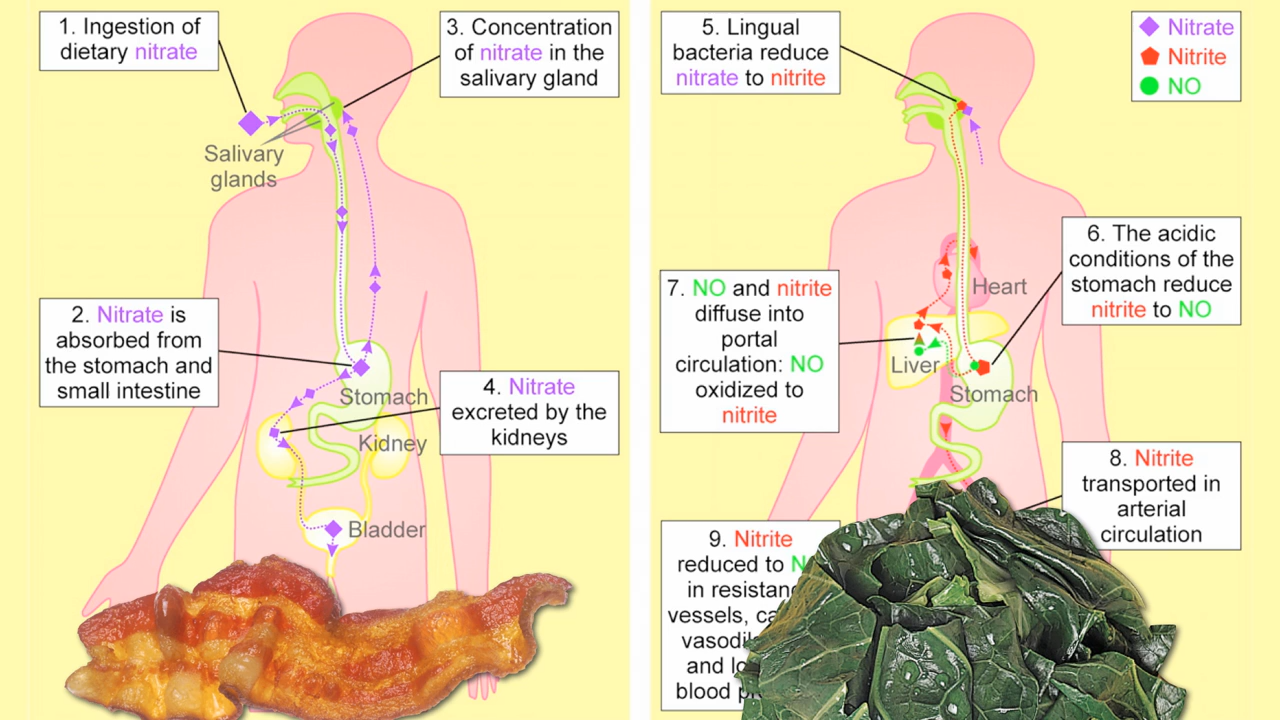 1. Ingestion of
dietary nitrate
3. Concentration
of nitrate in the
salivary gland
Salivary
glands
2. Nitrate is
absorbed from
the stomach and
small intestine
Stomach
4. Nitrate
excreted by the
kidneys
Kidney
Bladder
5. Lingual
bacteria reduce
nitrate to nitrite
Nitrate
Nitrite
NO
6. The acidic
conditions of the
stomach reduce
nitrite to NO
Heart
7. NO and nitrite
diffuse into
portal
circulation: NO
oxidized to
nitrite
Liver
Stomach
8. Nitrite
transported in
arterial
circulation
9. Nitrite
reduced to
in
vessels,
and
blood